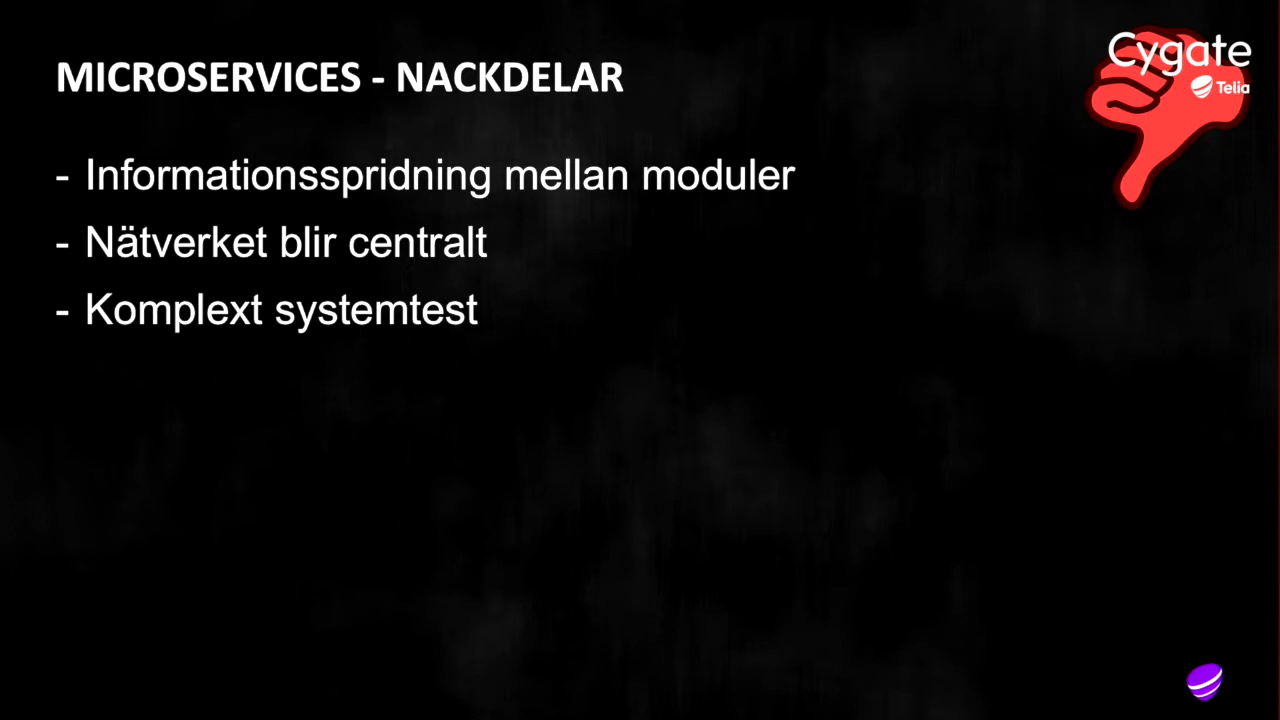 MICROSERVICES - NACKDELAR
Cygate
Telia
- Informationsspridning mellan moduler
- Nätverket blir centralt
- Komplext systemtest